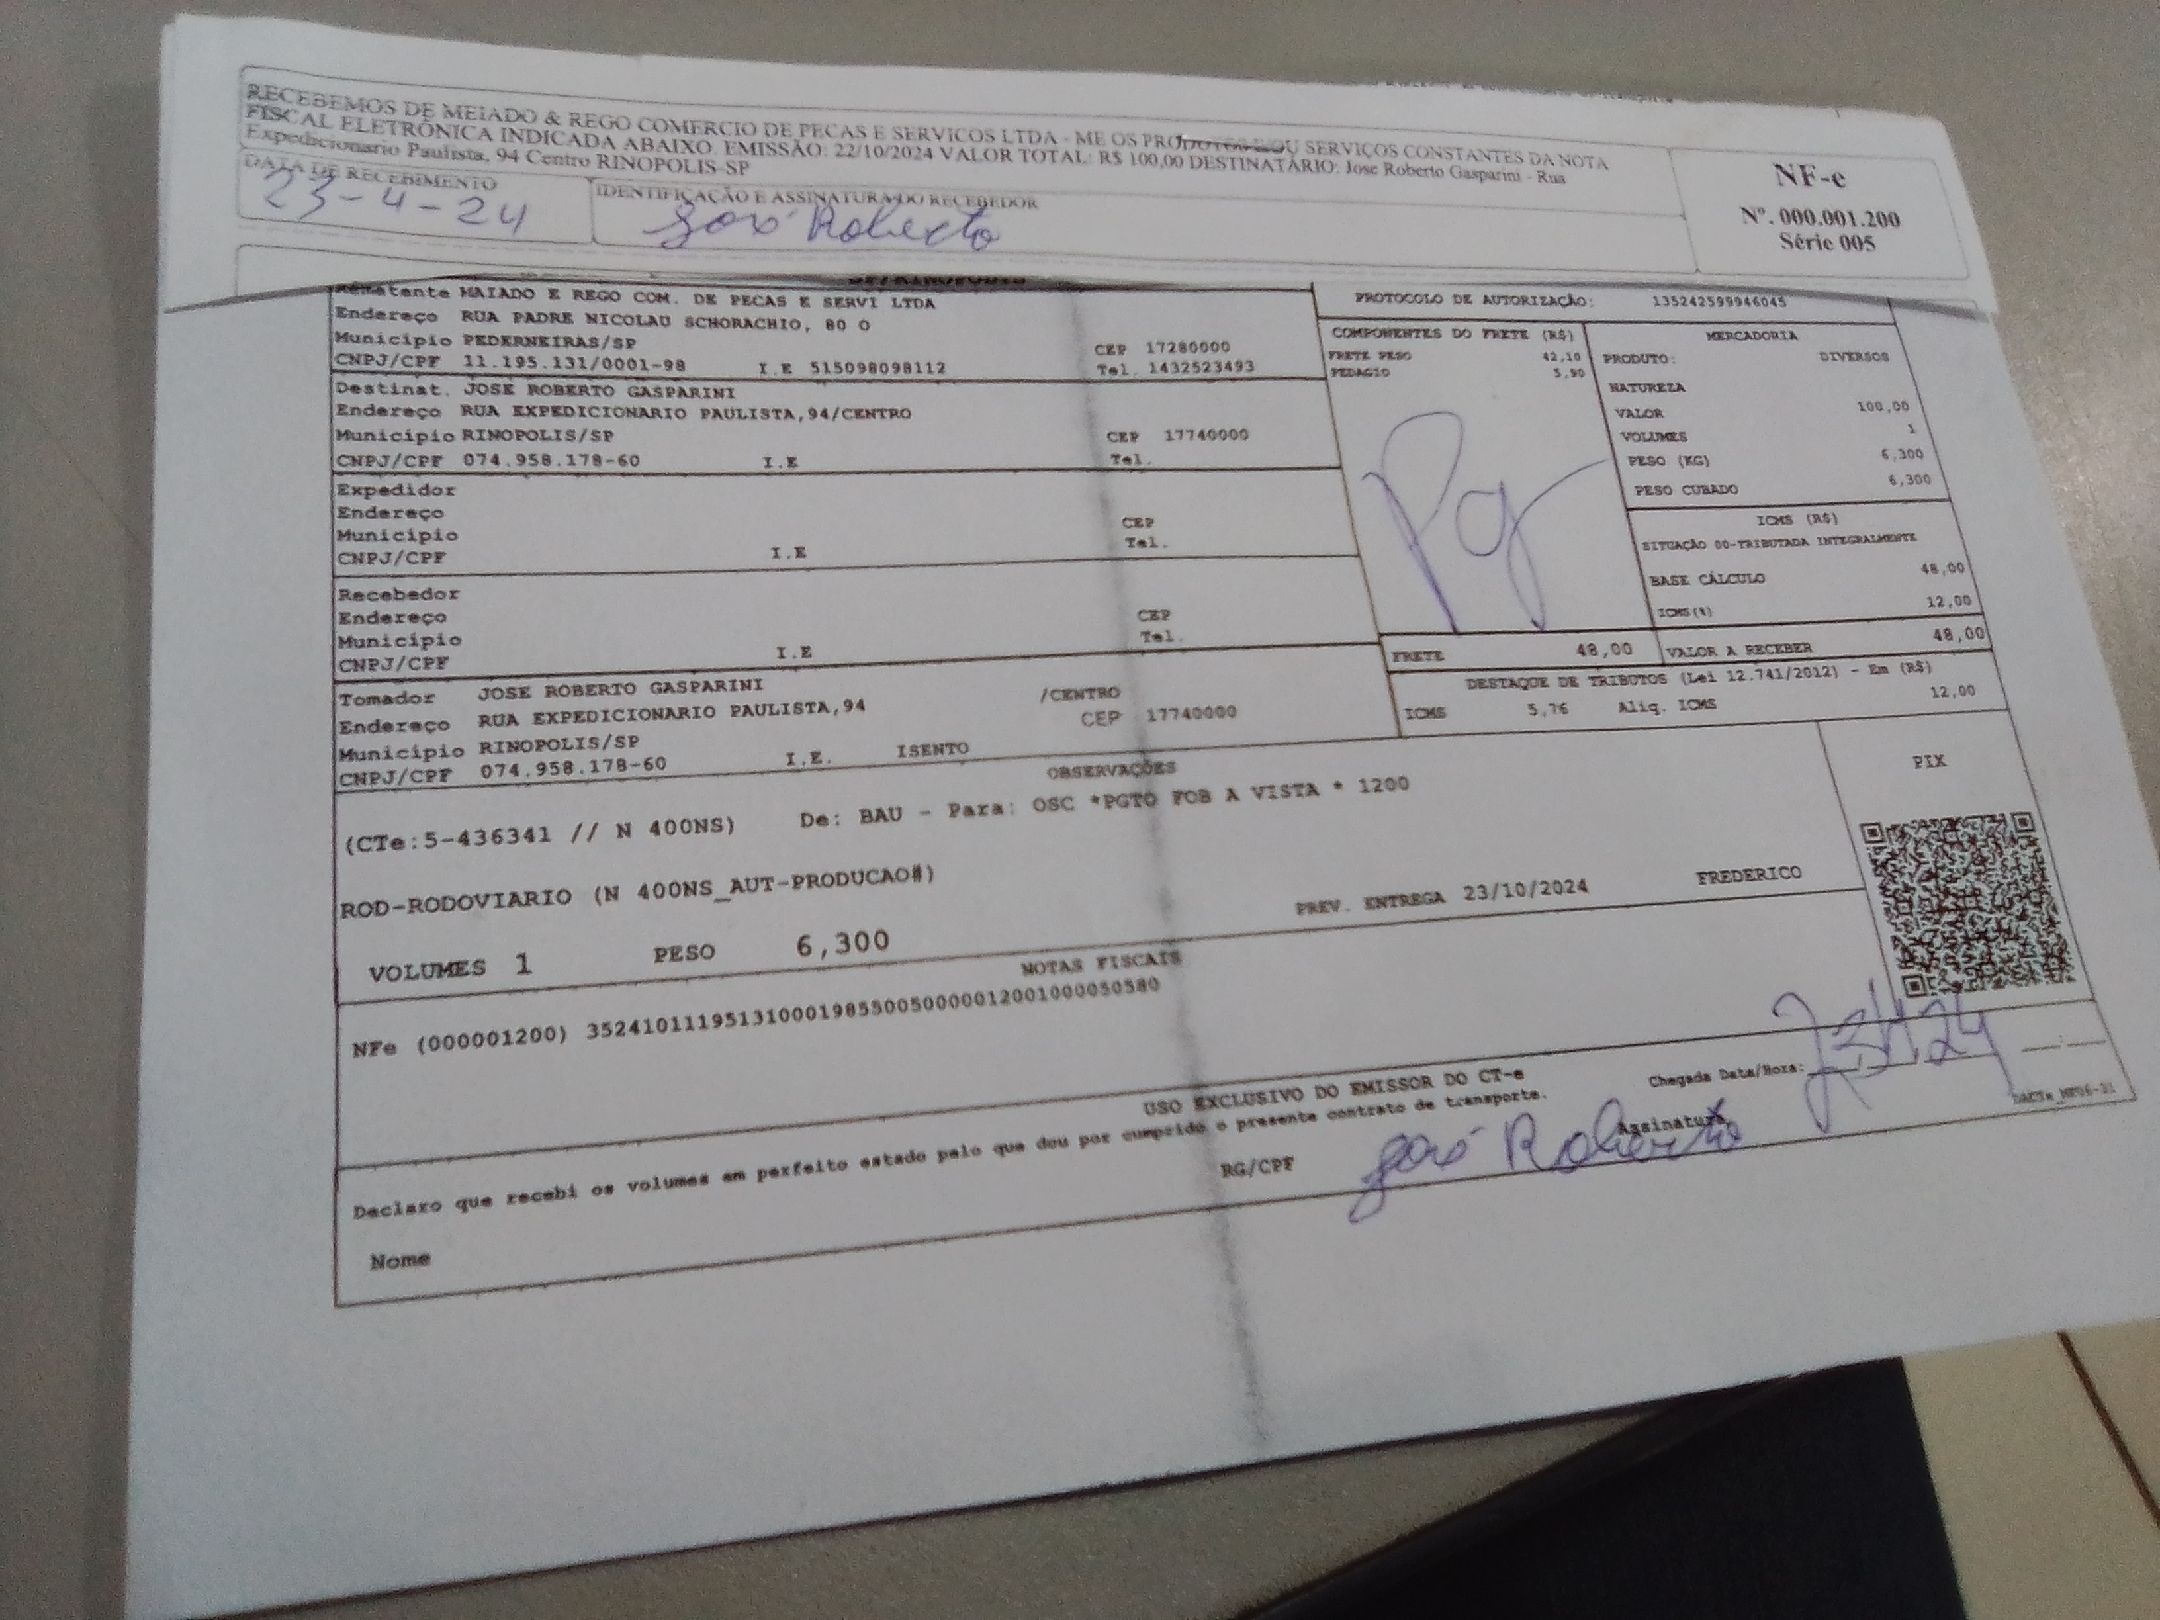 RECEBEMOS DE MEIADO & REGO COMERCIO DE PECAS E SERVICOS LTDA - ME OS PRODUTOS E/OU SERVIÇOS CONSTANTES DA NOTA
FISCAL ELETRÔNICA INDICADA ABAIXO. EMISSÃO: 22/10/2024 VALOR TOTAL: R$ 100,00 DESTINATÁRIO: Jose Roberto Gasparini - Rua
Expedicionario Paulista, 94 Centro RINOPOLIS-SP
DATA DE RECEBIMENTO
23-4-24
IDENTIFICAÇÃO E ASSINATURA DO RECEBEDOR
José Roberto
NF-e
Nº. 000.001.200
Série 005
Remetente MAIADO E REGO COM. DE PECAS E SERVI LTDA
Endereço RUA PADRE NICOLAU SCHORACHIO, 80 O
Município PEDERNEIRAS/SP CEP 17280000
CNPJ/CPF 11.195.131/0001-98 I.E 515098098112 Tel. 1432523493
Destinat. JOSE ROBERTO GASPARINI
Endereço RUA EXPEDICIONARIO PAULISTA,94/CENTRO
Município RINOPOLIS/SP CEP 17740000
CNPJ/CPF 074.958.178-60 I.E Tel.
Expedidor
Endereço
Município CEP
CNPJ/CPF I.E Tel.
Recebedor
Endereço
Município CEP
CNPJ/CPF I.E Tel.
Tomador JOSE ROBERTO GASPARINI
Endereço RUA EXPEDICIONARIO PAULISTA,94 /CENTRO
Município RINOPOLIS/SP CEP 17740000
CNPJ/CPF 074.958.178-60 I.E. ISENTO
PROTOCOLO DE AUTORIZAÇÃO: 135242599946045
COMPONENTES DO FRETE (R$)
FRETE PESO 42,10
PEDAGIO 5,90
Pg
MERCADORIA
PRODUTO: DIVERSOS
NATUREZA
VALOR 100,00
VOLUMES 1
PESO (KG) 6,300
PESO CUBADO 6,300
ICMS (R$)
SITUAÇÃO 00-TRIBUTADA INTEGRALMENTE
BASE CÁLCULO 48,00
ICMS(%) 12,00
FRETE 48,00 VALOR A RECEBER 48,00
DESTAQUE DE TRIBUTOS (Lei 12.741/2012) - Em (R$)
ICMS 5,76 Aliq. ICMS 12,00
OBSERVAÇÕES
(CTe:5-436341 // N 400NS) De: BAU - Para: OSC *PGTO FOB A VISTA * 1200
ROD-RODOVIARIO (N 400NS_AUT-PRODUCAO#)
VOLUMES 1 PESO 6,300 PREV. ENTREGA 23/10/2024 FREDERICO
PIX
NOTAS FISCAIS
NFe (000001200) 35241011195131000198550050000012001000050580
USO EXCLUSIVO DO EMISSOR DO CT-e
Declaro que recebi os volumes em perfeito estado pelo que dou por cumprido o presente contrato de transporte.
Chegada Data/Hora:
Nome RG/CPF Assinatura
José Roberto
DACTe_MP06-21